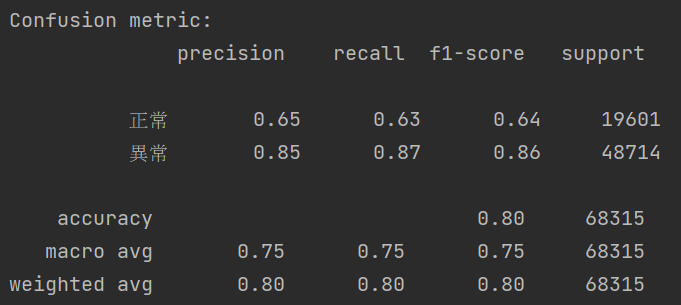 Confusion metric:
precision recall f1-score support
正常 0.65 0.63 0.64 19601
異常 0.85 0.87 0.86 48714
accuracy 0.80 68315
macro avg 0.75 0.75 0.75 68315
weighted avg 0.80 0.80 0.80 68315